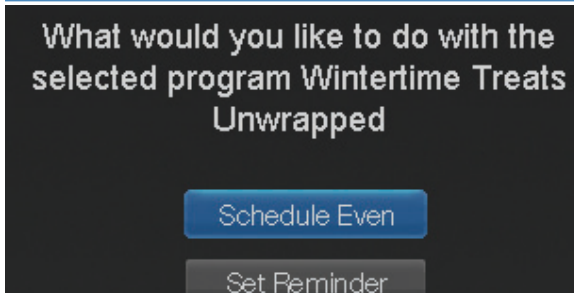 What would you like to do with the
selected program Wintertime Treats
Unwrapped
Schedule Even
Set Reminder